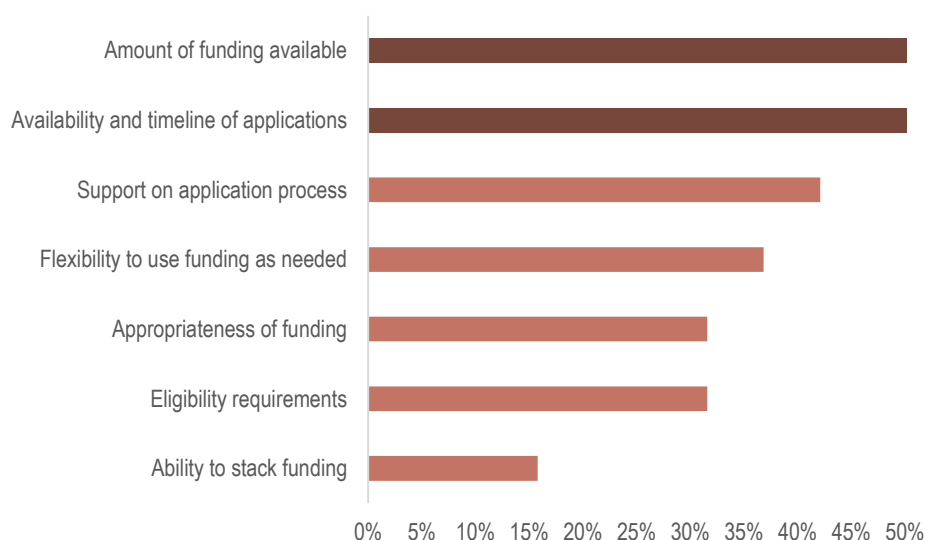 Amount of funding available
Availability and timeline of applications
Support on application process
Flexibility to use funding as needed
Appropriateness of funding
Eligibility requirements
Ability to stack funding
0% 5% 10% 15% 20% 25% 30% 35% 40% 45% 50%